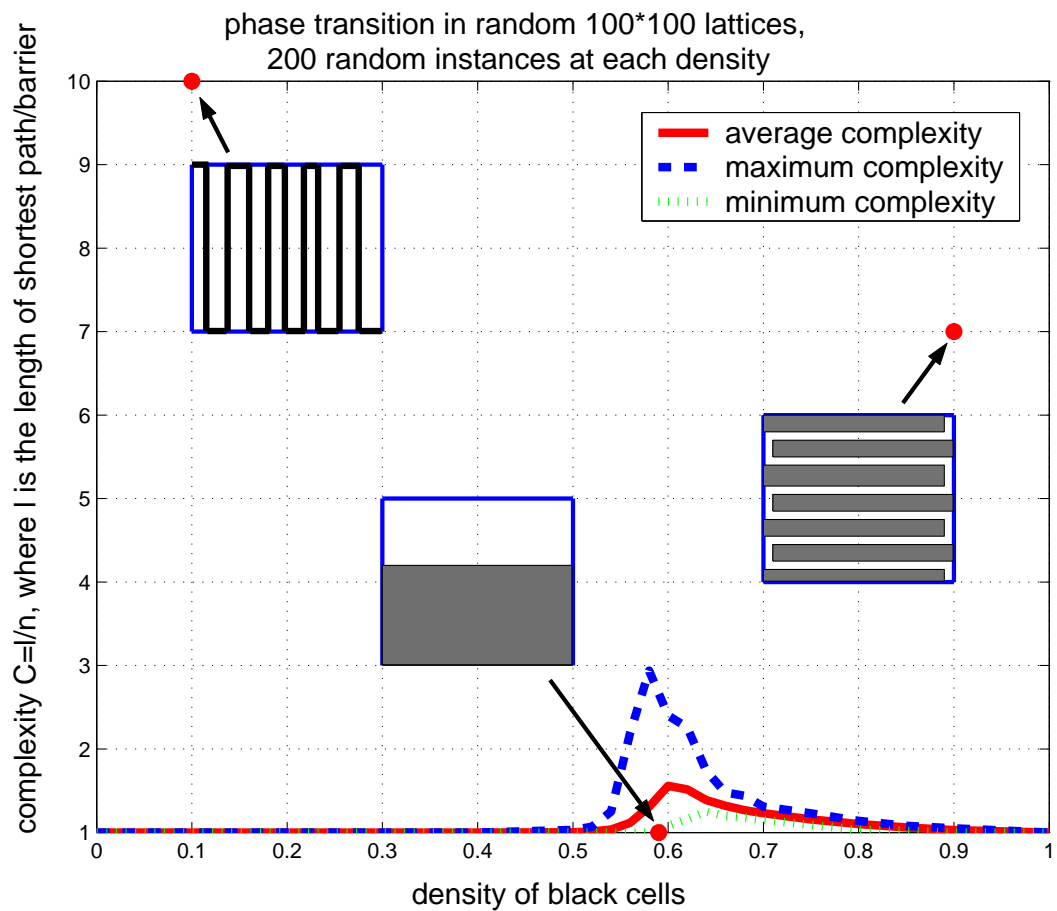 phase transition in random 100*100 lattices,
200 random instances at each density
complexity C=l/n, where l is the length of shortest path/barrier
10
9
8
7
6
5
4
3
2
1
average complexity
maximum complexity
minimum complexity
0 0.1 0.2 0.3 0.4 0.5 0.6 0.7 0.8 0.9 1
density of black cells